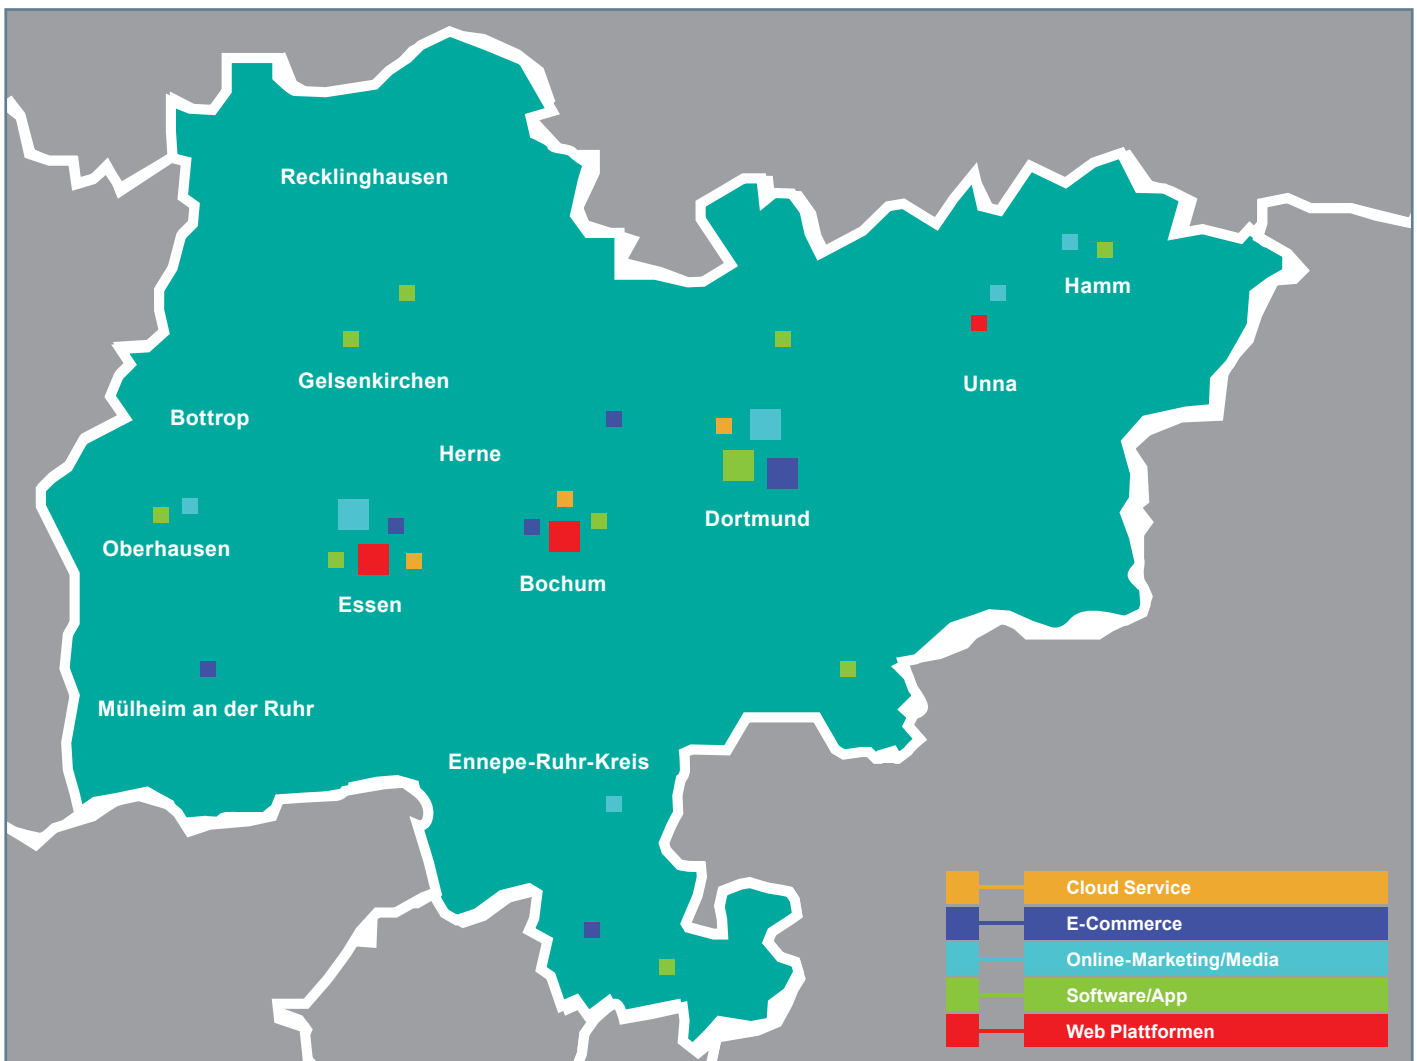 Recklinghausen
Hamm
Gelsenkirchen
Unna
Bottrop
Herne
Dortmund
Oberhausen
Bochum
Essen
Mülheim an der Ruhr
Ennepe-Ruhr-Kreis
Cloud Service
E-Commerce
Online-Marketing/Media
Software/App
Web Plattformen